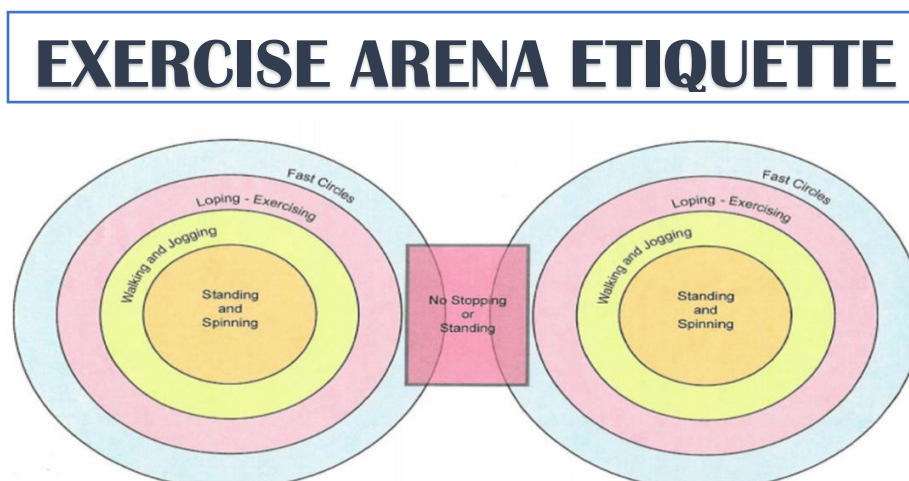 EXERCISE ARENA ETIQUETTE
Fast Circles
Loping - Exercising
Walking and Jogging
Standing
and
Spinning
No Stopping
or
Standing
Fast Circles
Loping - Exercising
Walking and Jogging
Standing
and
Spinning